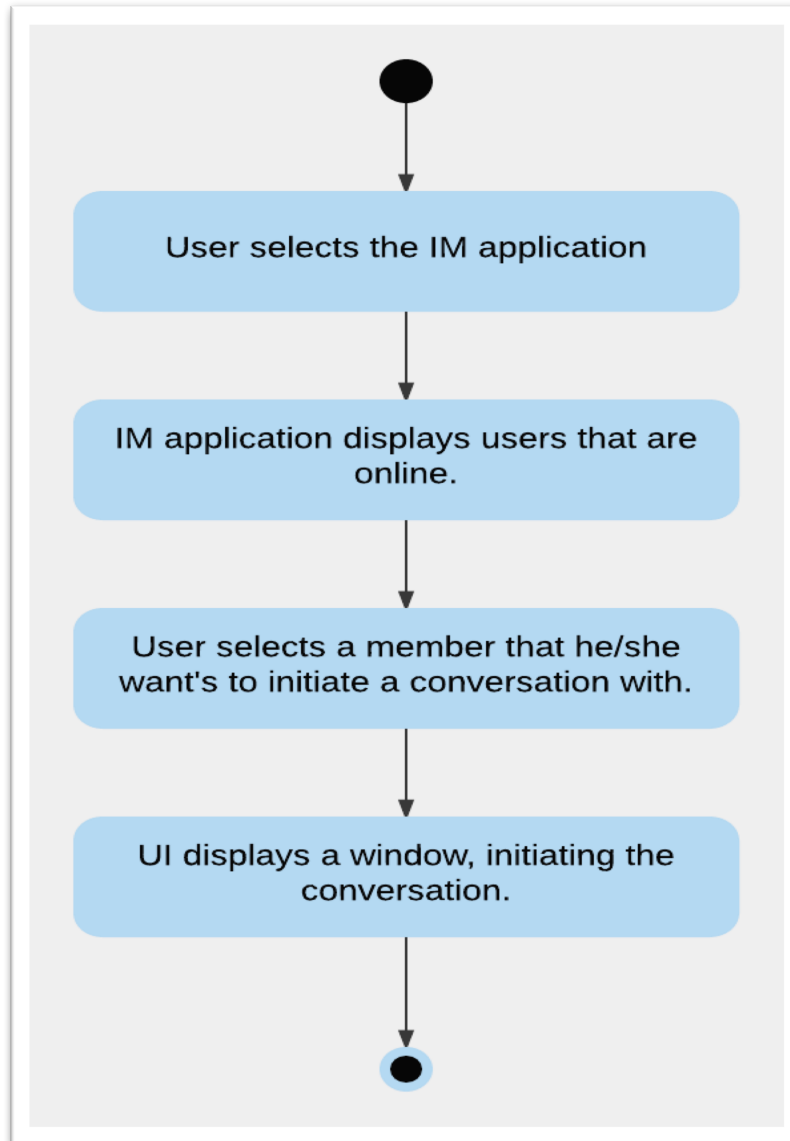 User selects the IM application
IM application displays users that are
online.
User selects a member that he/she
want's to initiate a conversation with.
UI displays a window, initiating the
conversation.